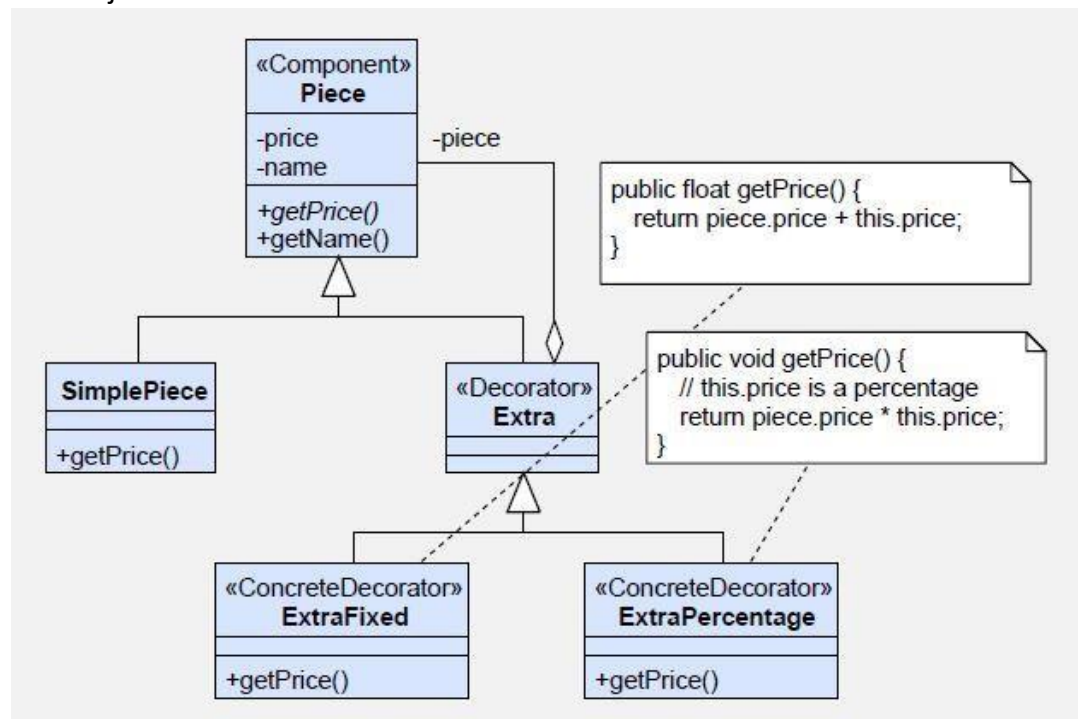 «Component»
Piece
-price
-name
+getPrice()
+getName()
-piece
public float getPrice() {
return piece.price + this.price;
}
public void getPrice() {
// this.price is a percentage
return piece.price * this.price;
}
SimplePiece
+getPrice()
«Decorator»
Extra
«ConcreteDecorator»
ExtraFixed
+getPrice()
«ConcreteDecorator»
ExtraPercentage
+getPrice()